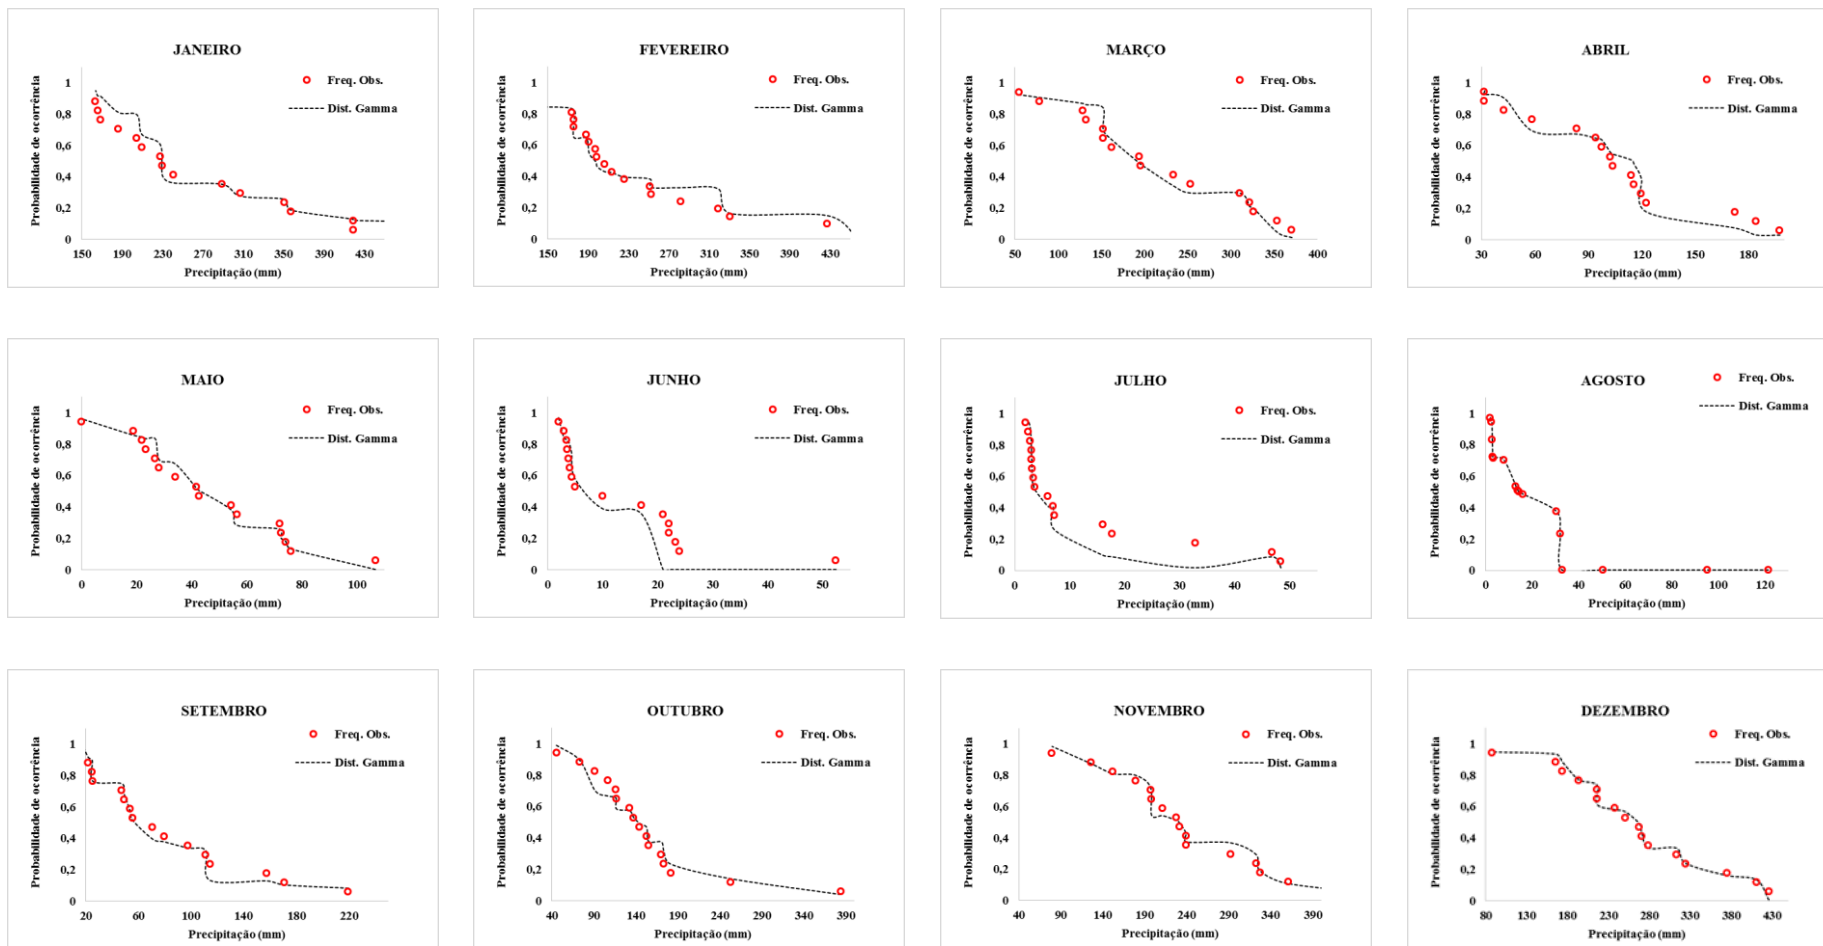 JANEIRO
Freq. Obs.
Dist. Gamma
Probabilidade de ocorrência
1
0,8
0,6
0,4
0,2
0
150 190 230 270 310 350 390 430
Precipitação (mm)
FEVEREIRO
Freq. Obs.
Dist. Gamma
Probabilidade de ocorrência
1
0,8
0,6
0,4
0,2
0
150 190 230 270 310 350 390 430
Precipitação (mm)
MARÇO
Freq. Obs.
Dist. Gamma
Probabilidade de ocorrência
1
0,8
0,6
0,4
0,2
0
50 100 150 200 250 300 350 400
Precipitação (mm)
ABRIL
Freq. Obs.
Dist. Gamma
Probabilidade de ocorrência
1
0,8
0,6
0,4
0,2
0
30 60 90 120 150 180
Precipitação (mm)
MAIO
Freq. Obs.
Dist. Gamma
Probabilidade de ocorrência
1
0,8
0,6
0,4
0,2
0
0 20 40 60 80 100
Precipitação (mm)
JUNHO
Freq. Obs.
Dist. Gamma
Probabilidade de ocorrência
1
0,8
0,6
0,4
0,2
0
0 10 20 30 40 50
Precipitação (mm)
JULHO
Freq. Obs.
Dist. Gamma
Probabilidade de ocorrência
1
0,8
0,6
0,4
0,2
0
0 10 20 30 40 50
Precipitação (mm)
AGOSTO
Freq. Obs.
Dist. Gamma
Probabilidade de ocorrência
1
0,8
0,6
0,4
0,2
0
0 20 40 60 80 100 120
Precipitação (mm)
SETEMBRO
Freq. Obs.
Dist. Gamma
Probabilidade de ocorrência
1
0,8
0,6
0,4
0,2
0
20 60 100 140 180 220
Precipitação (mm)
OUTUBRO
Freq. Obs.
Dist. Gamma
Probabilidade de ocorrência
1
0,8
0,6
0,4
0,2
0
40 90 140 190 240 290 340 390
Precipitação (mm)
NOVEMBRO
Freq. Obs.
Dist. Gamma
Probabilidade de ocorrência
1
0,8
0,6
0,4
0,2
0
40 90 140 190 240 290 340 390
Precipitação (mm)
DEZEMBRO
Freq. Obs.
Dist. Gamma
Probabilidade de ocorrência
1
0,8
0,6
0,4
0,2
0
80 130 180 230 280 330 380 430
Precipitação (mm)